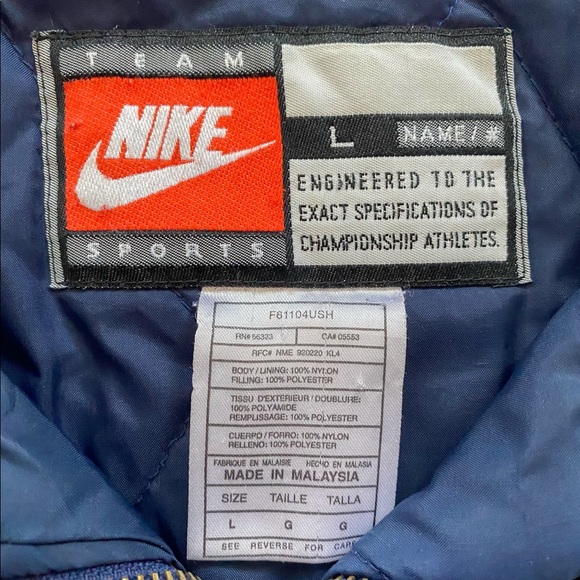 TEAM
NIKE
SPORTS
L NAME/#
ENGINEERED TO THE
EXACT SPECIFICATIONS OF
CHAMPIONSHIP ATHLETES.
F61104USH
RN# 56323 CA# 05553
RFC# NME 920220 KL4
BODY / LINING: 100% NYLON
FILLING: 100% POLYESTER
TISSU D'EXTERIEUR / DOUBLURE:
100% POLYAMIDE
REMPLISSAGE: 100% POLYESTER
CUERPO / FORRO: 100% NYLON
RELLENO: 100% POLYESTER
FABRIQUE EN MALAISIE HECHO EN MALASIA
MADE IN MALAYSIA
SIZE TAILLE TALLA
L G G
SEE REVERSE FOR CARE